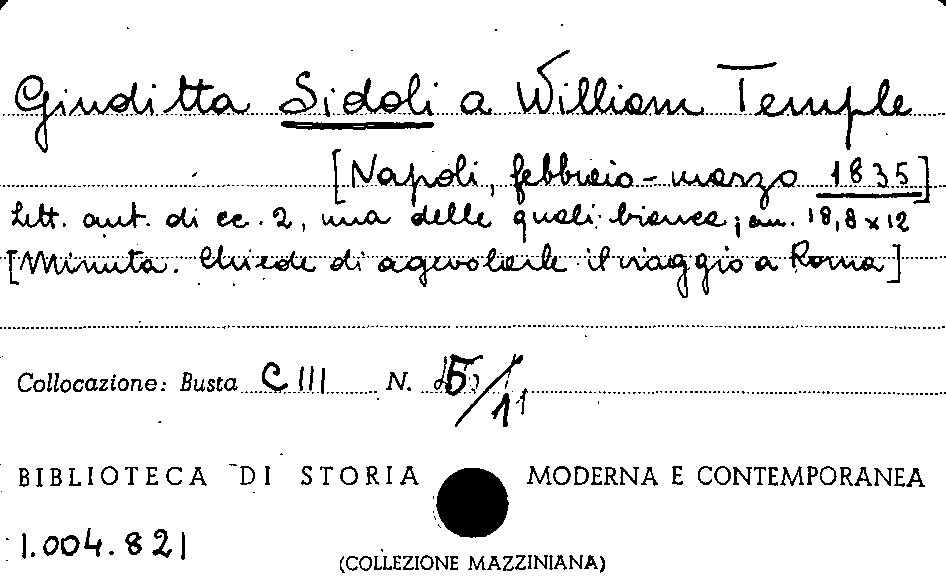 Giuditta Sidoli a William Temple
[Napoli, febbraio - marzo 1835]
Lett. aut. di cc. 2, una delle quali bianca; cm. 18,8 x 12
[Minuta. Chiede di agevolarle il viaggio a Roma]
Collocazione: Busta C III N. 5/11
BIBLIOTECA DI STORIA MODERNA E CONTEMPORANEA
1.004.821
(COLLEZIONE MAZZINIANA)